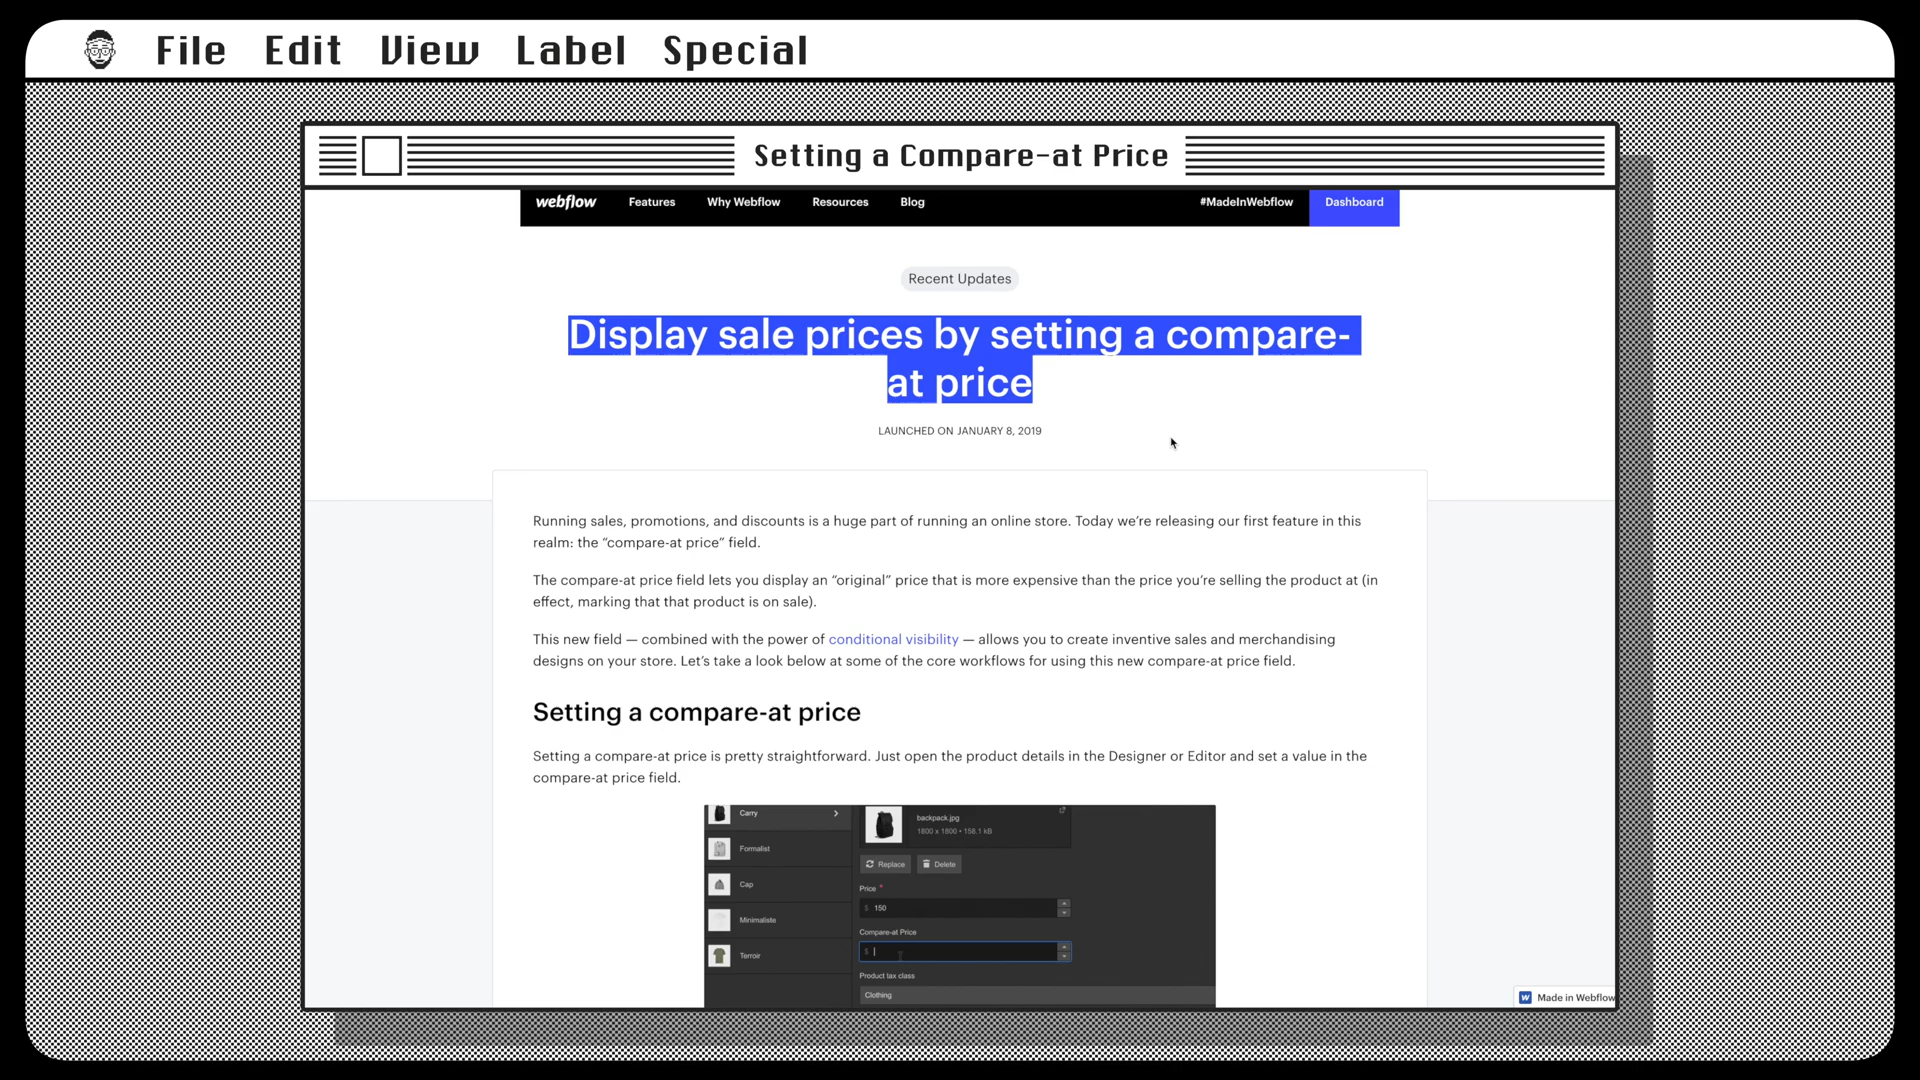 File Edit View Label Special
Setting a Compare-at Price
webflow Features Why Webflow Resources Blog #MadeInWebflow Dashboard
Recent Updates
Display sale prices by setting a compare-
at price
LAUNCHED ON JANUARY 8, 2019
Running sales, promotions, and discounts is a huge part of running an online store. Today we’re releasing our first feature in this
realm: the “compare-at price” field.
The compare-at price field lets you display an “original” price that is more expensive than the price you’re selling the product at (in
effect, marking that that product is on sale).
This new field — combined with the power of conditional visibility — allows you to create inventive sales and merchandising
designs on your store. Let’s take a look below at some of the core workflows for using this new compare-at price field.
Setting a compare-at price
Setting a compare-at price is pretty straightforward. Just open the product details in the Designer or Editor and set a value in the
compare-at price field.
Carry
Formalist
Cap
Minimaliste
Terroir
backpack.jpg
1800 x 1800 • 158.1 kB
Replace Delete
Price *
$ 150
Compare-at Price
$
Product tax class
Clothing
Made in Webflow